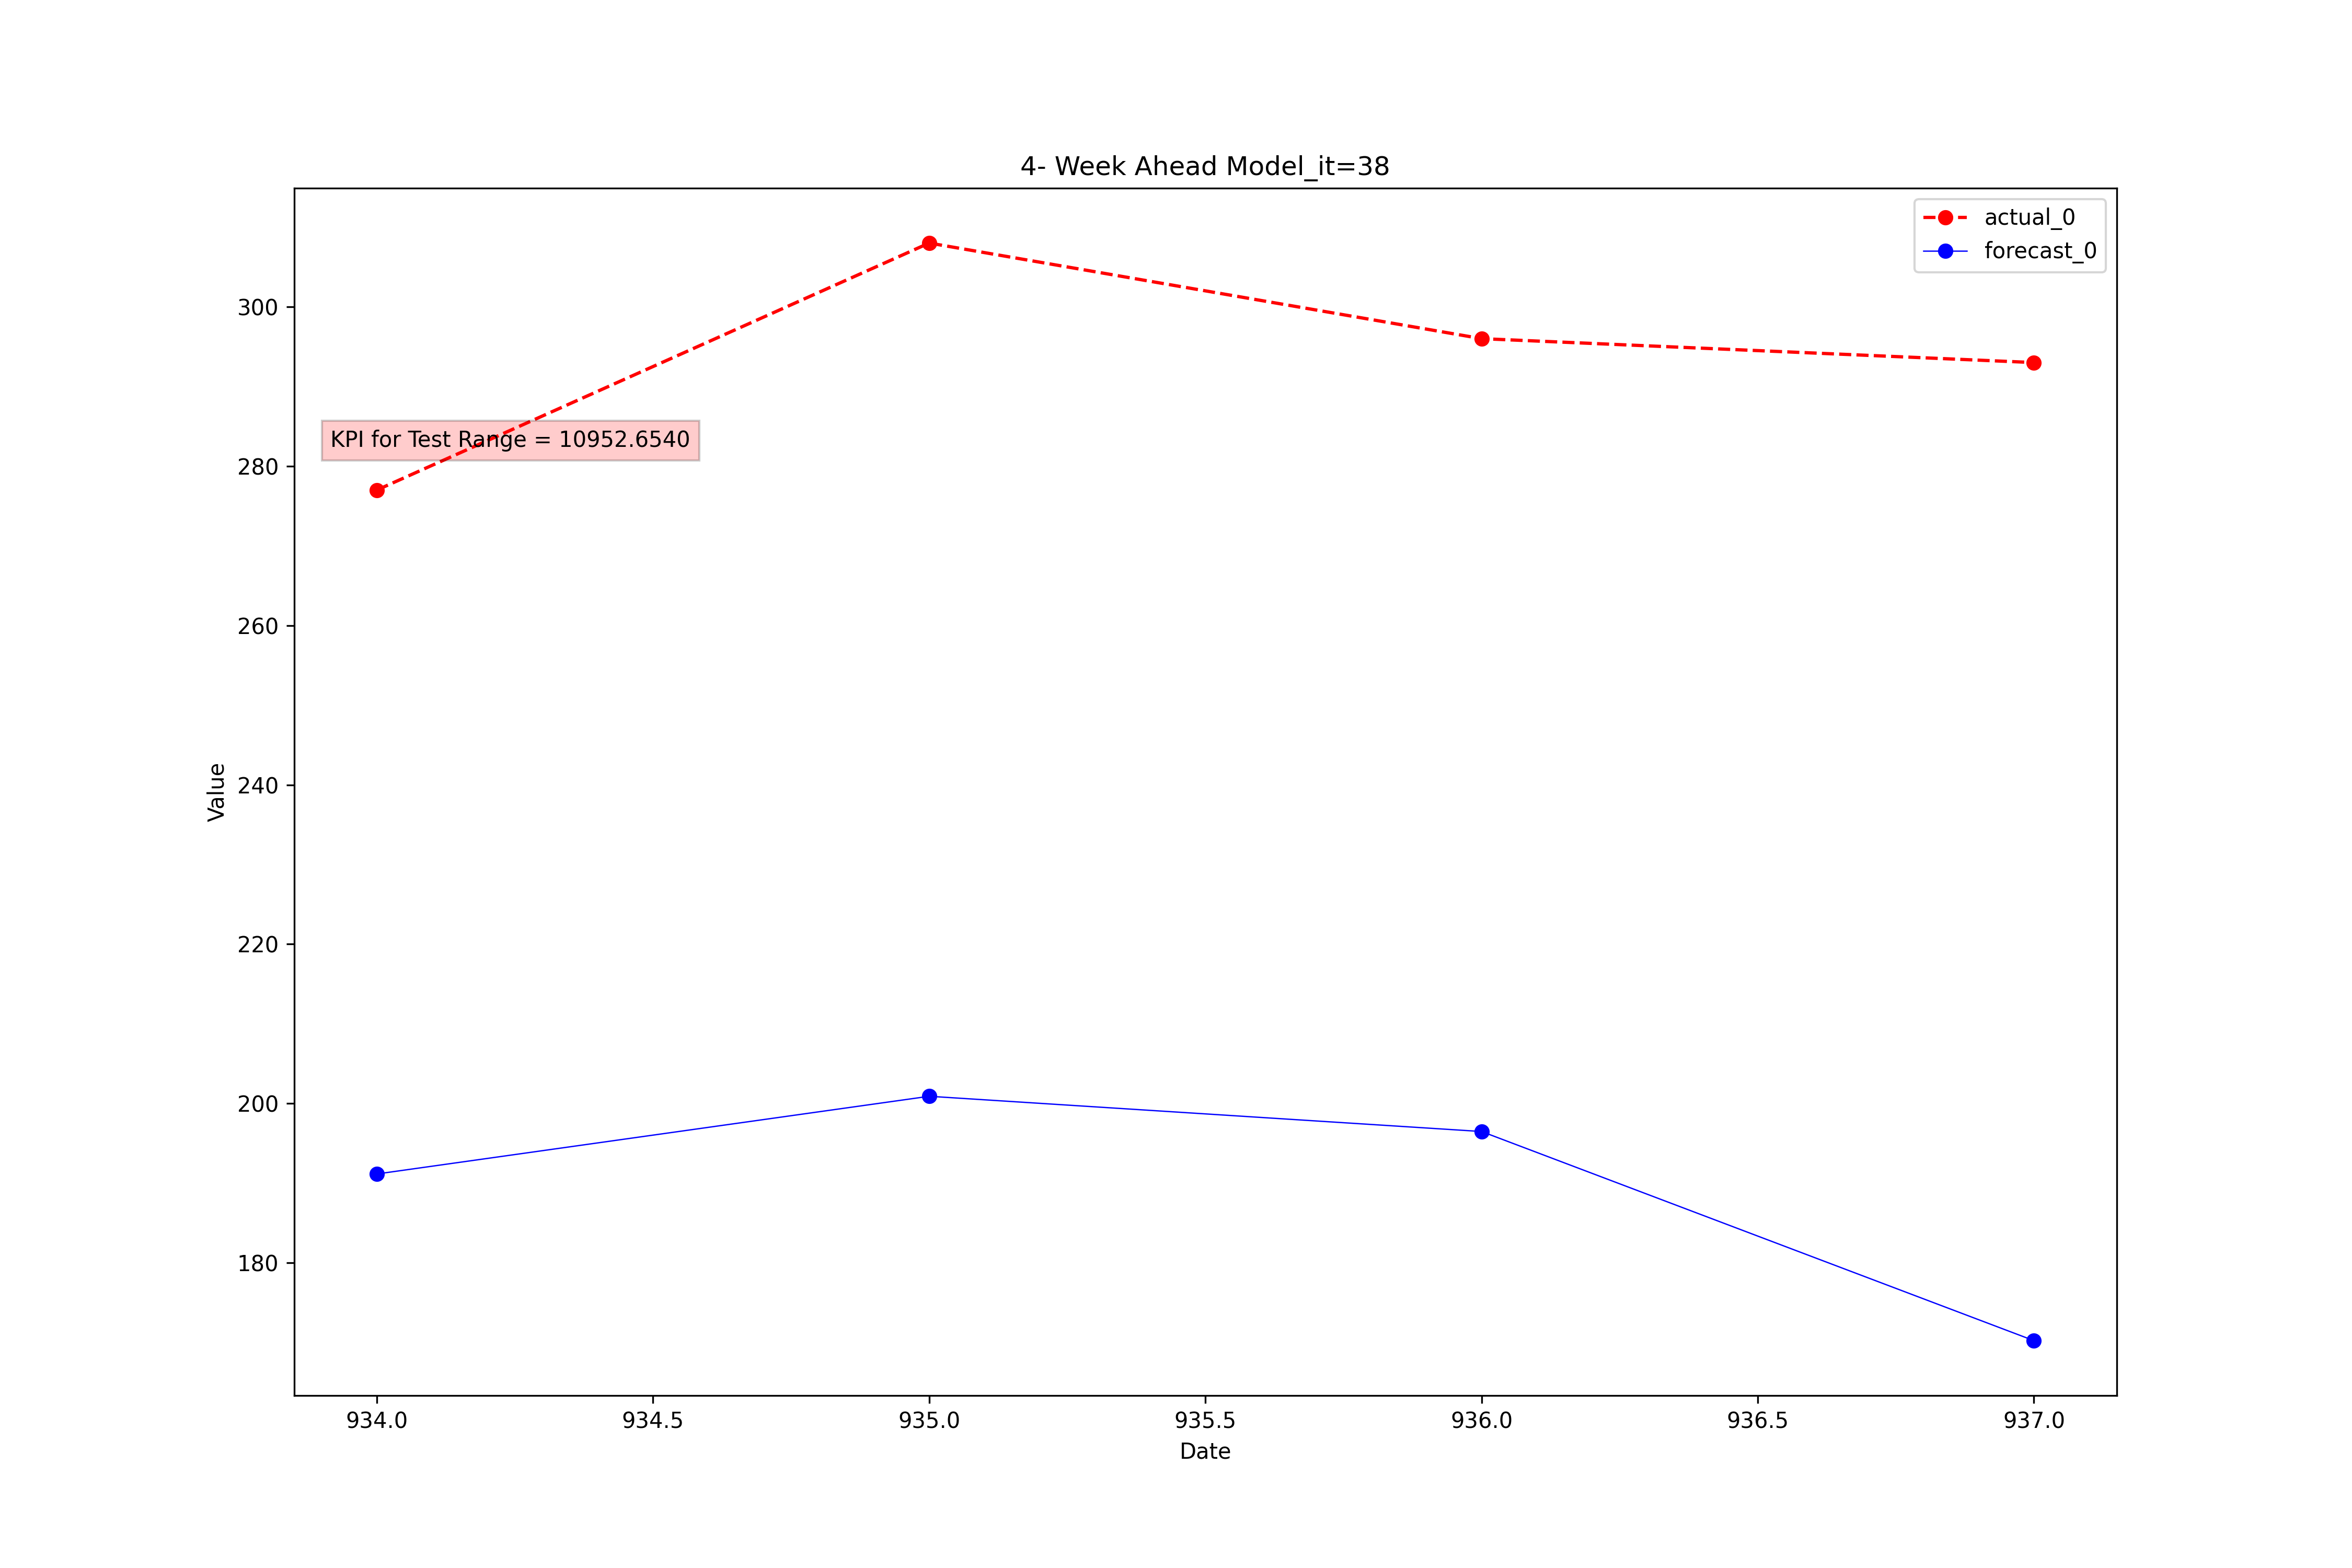 4- Week Ahead Model_it=38
actual_0
forecast_0
KPI for Test Range = 10952.6540
300
280
260
240
220
200
180
Value
934.0 934.5 935.0 935.5 936.0 936.5 937.0
Date